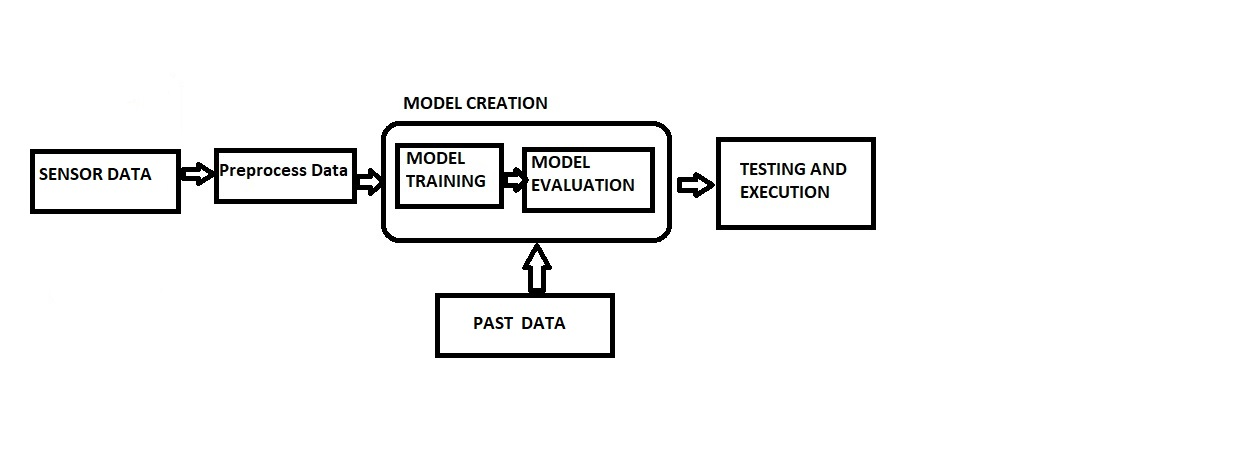 MODEL CREATION
SENSOR DATA
Preprocess Data
MODEL
TRAINING
MODEL
EVALUATION
TESTING AND
EXECUTION
PAST DATA